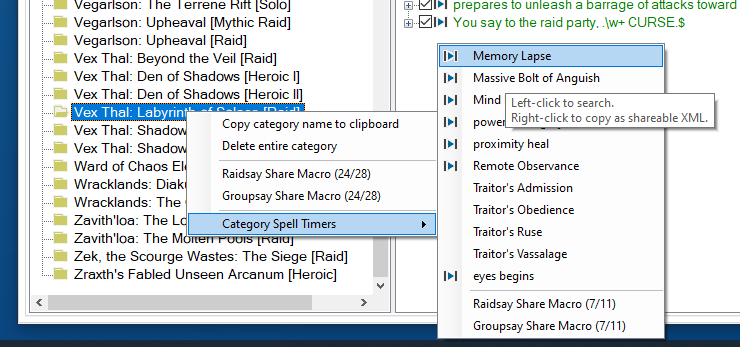 Vegarlson: The Terrene Rift [Solo]
Vegarlson: Upheaval [Mythic Raid]
Vegarlson: Upheaval [Raid]
Vex Thal: Beyond the Veil [Raid]
Vex Thal: Den of Shadows [Heroic I]
Vex Thal: Den of Shadows [Heroic II]
Vex Thal: Labyrinth of Solace [Raid]
Vex Thal: Shadow
Vex Thal: Shadow
Ward of Chaos Ele
Wracklands: Diaku
Wracklands: The
Zavith'loa: The Lo
Zavith'loa: The Molten Pools [Raid]
Zek, the Scourge Wastes: The Siege [Raid]
Zraxth's Fabled Unseen Arcanum [Heroic]
Copy category name to clipboard
Delete entire category
Raidsay Share Macro (24/28)
Groupsay Share Macro (24/28)
Category Spell Timers
prepares to unleash a barrage of attacks toward
You say to the raid party, .\w+ CURSE.$
Memory Lapse
Massive Bolt of Anguish
Mind
Left-click to search.
Right-click to copy as shareable XML.
power
proximity heal
Remote Observance
Traitor's Admission
Traitor's Obedience
Traitor's Ruse
Traitor's Vassalage
eyes begins
Raidsay Share Macro (7/11)
Groupsay Share Macro (7/11)